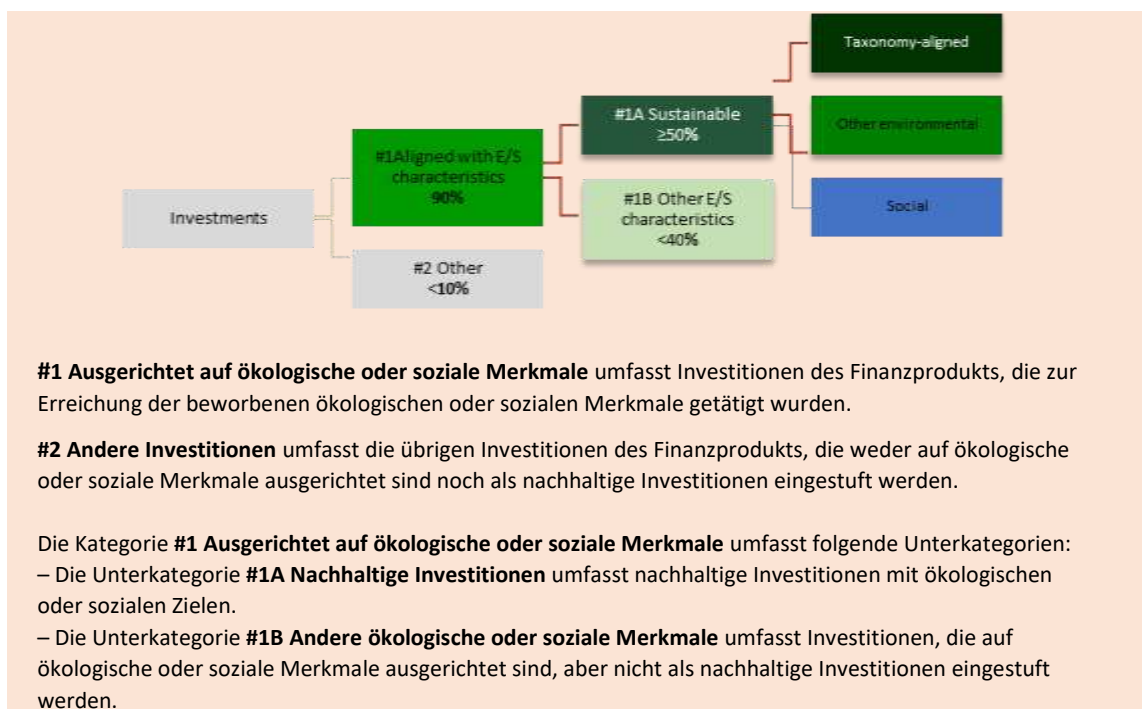 Taxonomy-aligned
#1A Sustainable
≥50%
Other environmental
#1Aligned with E/S
characteristics
90%
#1B Other E/S
characteristics
<40%
Social
Investments
#2 Other
<10%
#1 Ausgerichtet auf ökologische oder soziale Merkmale umfasst Investitionen des Finanzprodukts, die zur
Erreichung der beworbenen ökologischen oder sozialen Merkmale getätigt wurden.
#2 Andere Investitionen umfasst die übrigen Investitionen des Finanzprodukts, die weder auf ökologische
oder soziale Merkmale ausgerichtet sind noch als nachhaltige Investitionen eingestuft werden.
Die Kategorie #1 Ausgerichtet auf ökologische oder soziale Merkmale umfasst folgende Unterkategorien:
– Die Unterkategorie #1A Nachhaltige Investitionen umfasst nachhaltige Investitionen mit ökologischen
oder sozialen Zielen.
– Die Unterkategorie #1B Andere ökologische oder soziale Merkmale umfasst Investitionen, die auf
ökologische oder soziale Merkmale ausgerichtet sind, aber nicht als nachhaltige Investitionen eingestuft
werden.